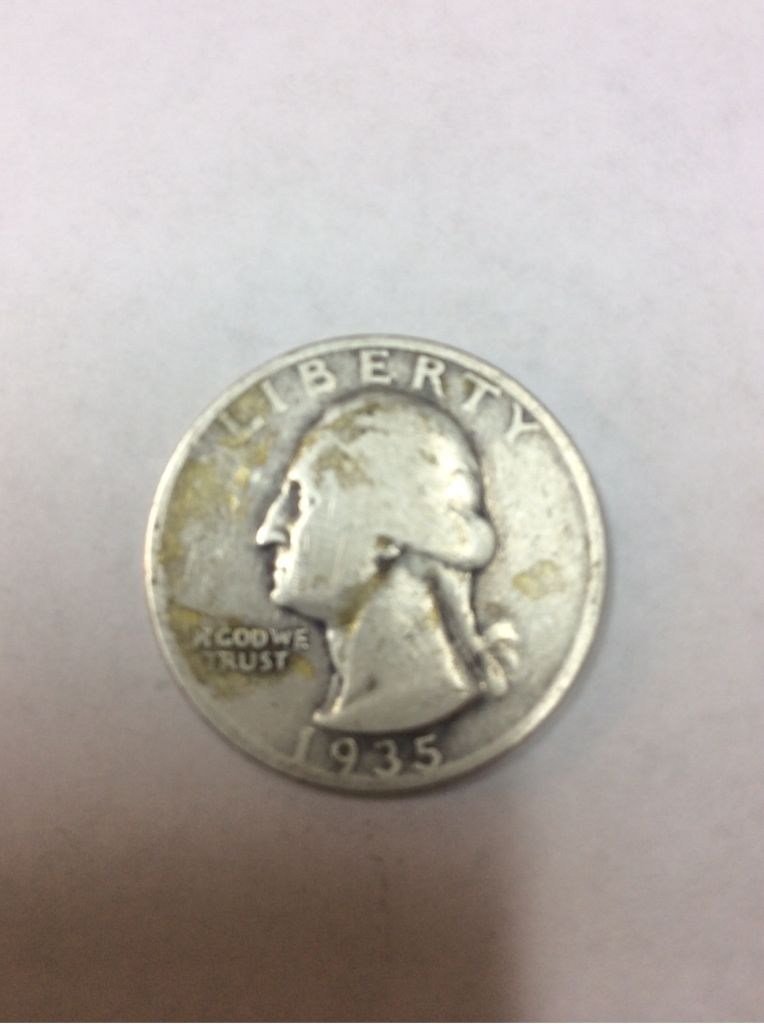 LIBERTY
IN GOD WE
TRUST
1935